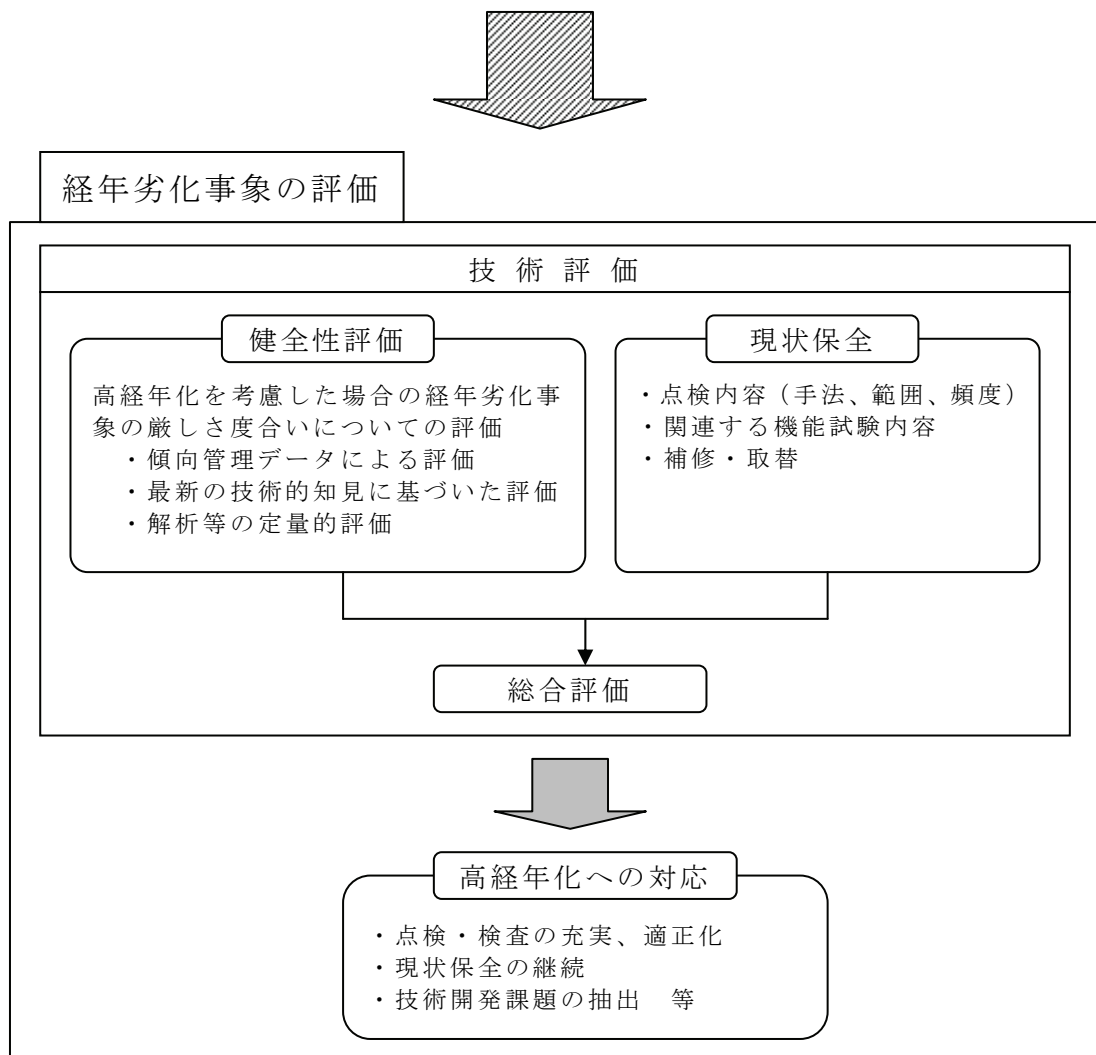 経年劣化事象の評価
技術評価
健全性評価
高経年化を考慮した場合の経年劣化事
象の厳しさ度合いについての評価
・傾向管理データによる評価
・最新の技術的知見に基づいた評価
・解析等の定量的評価
現状保全
・点検内容（手法、範囲、頻度）
・関連する機能試験内容
・補修・取替
総合評価
高経年化への対応
・点検・検査の充実、適正化
・現状保全の継続
・技術開発課題の抽出　等